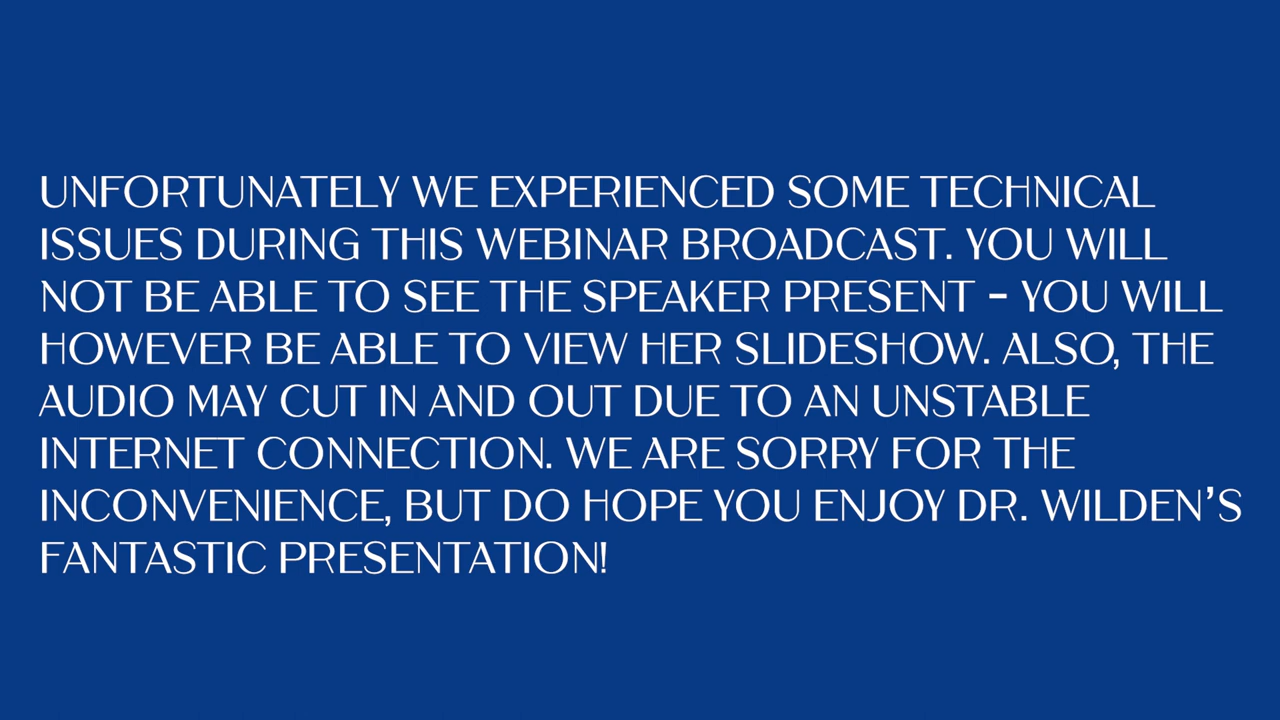 UNFORTUNATELY WE EXPERIENCED SOME TECHNICAL
ISSUES DURING THIS WEBINAR BROADCAST. YOU WILL
NOT BE ABLE TO SEE THE SPEAKER PRESENT - YOU WILL
HOWEVER BE ABLE TO VIEW HER SLIDESHOW. ALSO, THE
AUDIO MAY CUT IN AND OUT DUE TO AN UNSTABLE
INTERNET CONNECTION. WE ARE SORRY FOR THE
INCONVENIENCE, BUT DO HOPE YOU ENJOY DR. WILDEN'S
FANTASTIC PRESENTATION!